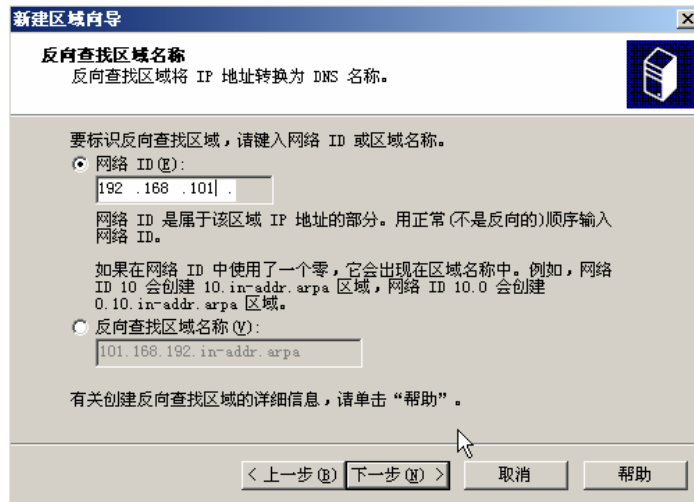 新建区域向导
反向查找区域名称
反向查找区域将 IP 地址转换为 DNS 名称。
要标识反向查找区域，请键入网络 ID 或区域名称。
网络 ID(E):
192 .168 .101 .
网络 ID 是属于该区域 IP 地址的部分。用正常(不是反向的)顺序输入
网络 ID。
如果在网络 ID 中使用了一个零，它会出现在区域名称中。例如，网络
ID 10 会创建 10.in-addr.arpa 区域，网络 ID 10.0 会创建
0.10.in-addr.arpa 区域。
反向查找区域名称(V):
101.168.192.in-addr.arpa
有关创建反向查找区域的详细信息，请单击“帮助”。
< 上一步(B) 下一步(N) > 取消 帮助